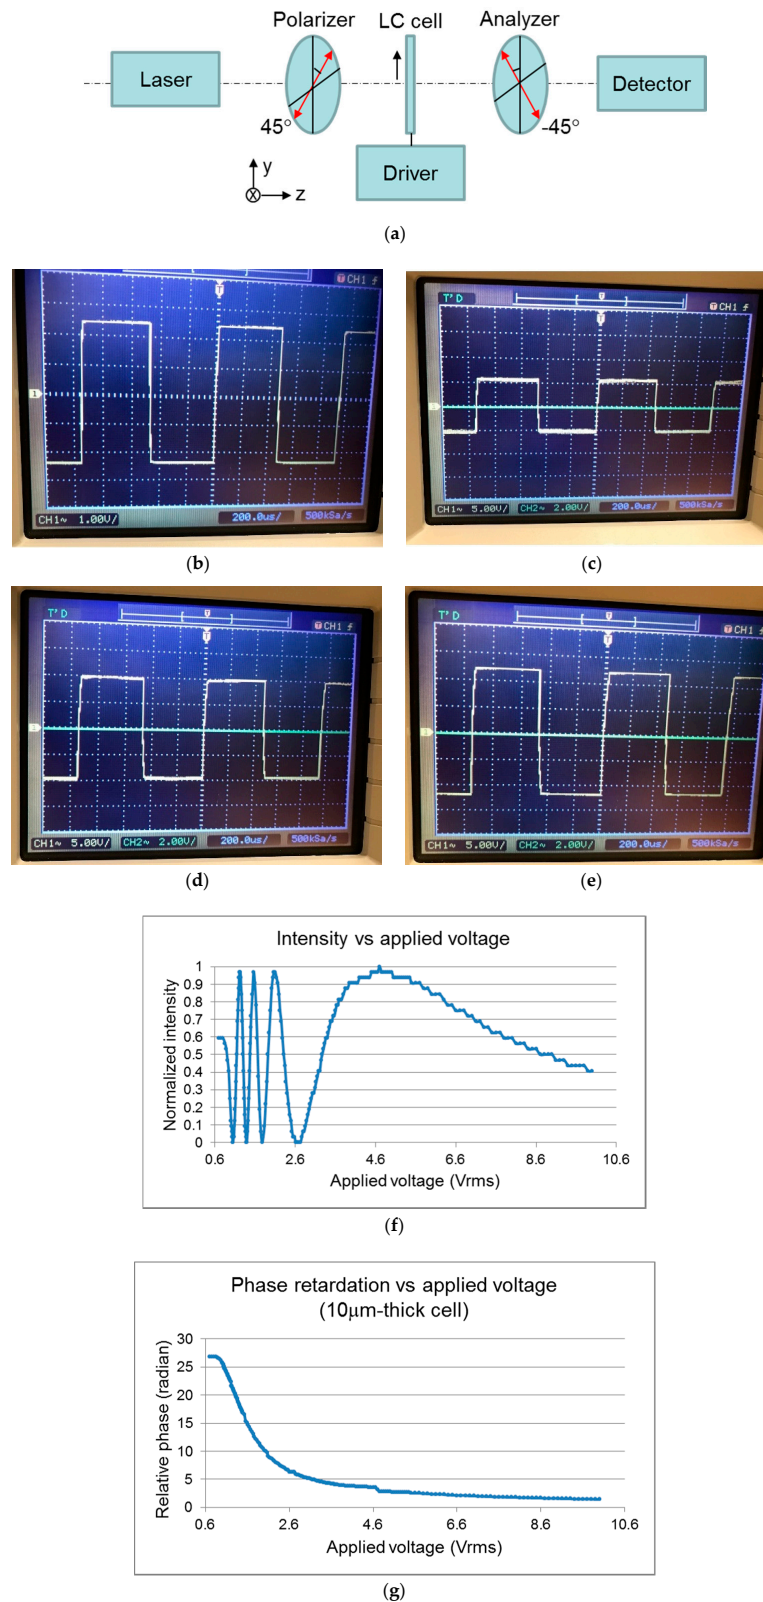 Polarizer
LC cell
Analyzer
Laser
Detector
45°
-45°
Driver
y
z
(a)
T
T CH1
1
CH1~ 1.00V/
200.0us/
500kSa/s
(b)
T'D
T
T CH1
CH1~ 5.00V/
CH2~ 2.00V/
200.0us/
500kSa/s
(c)
T'D
T
T CH1
CH1~ 5.00V/
CH2~ 2.00V/
200.0us/
500kSa/s
(d)
T'D
T
T CH1
CH1~ 5.00V/
CH2~ 2.00V/
200.0us/
500kSa/s
(e)
Intensity vs applied voltage
Normalized intensity
1
0.9
0.8
0.7
0.6
0.5
0.4
0.3
0.2
0.1
0
0.6 2.6 4.6 6.6 8.6 10.6
Applied voltage (Vrms)
(f)
Phase retardation vs applied voltage
(10μm-thick cell)
Relative phase (radian)
30
25
20
15
10
5
0
0.6 2.6 4.6 6.6 8.6 10.6
Applied voltage (Vrms)
(g)